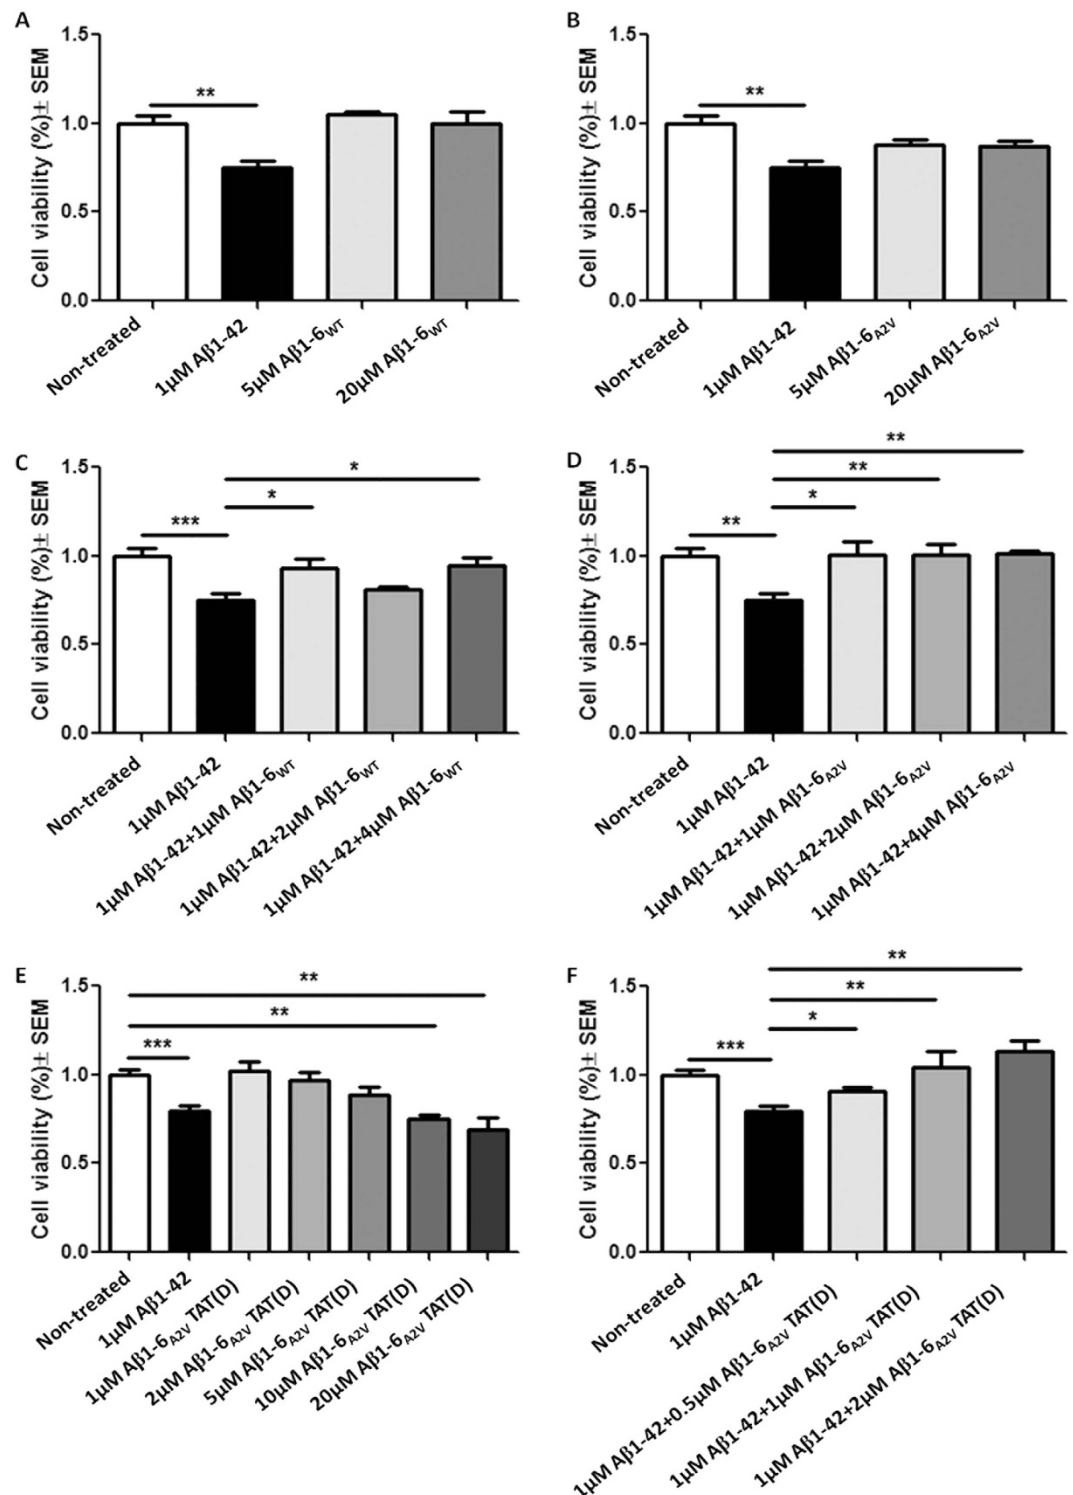 A
Cell viability (%)± SEM
1.5
1.0
0.5
0.0
**
Non-treated
1µM Aβ1-42
5µM Aβ1-6WT
20µM Aβ1-6WT
B
Cell viability (%)± SEM
1.5
1.0
0.5
0.0
**
Non-treated
1µM Aβ1-42
5µM Aβ1-6A2V
20µM Aβ1-6A2V
C
Cell viability (%)± SEM
1.5
1.0
0.5
0.0
*
*
***
Non-treated
1µM Aβ1-42
1µM Aβ1-42+1µM Aβ1-6WT
1µM Aβ1-42+2µM Aβ1-6WT
1µM Aβ1-42+4µM Aβ1-6WT
D
Cell viability (%)± SEM
1.5
1.0
0.5
0.0
**
**
*
**
Non-treated
1µM Aβ1-42
1µM Aβ1-42+1µM Aβ1-6A2V
1µM Aβ1-42+2µM Aβ1-6A2V
1µM Aβ1-42+4µM Aβ1-6A2V
E
Cell viability (%)± SEM
1.5
1.0
0.5
0.0
**
**
***
Non-treated
1µM Aβ1-42
1µM Aβ1-6A2V TAT(D)
2µM Aβ1-6A2V TAT(D)
5µM Aβ1-6A2V TAT(D)
10µM Aβ1-6A2V TAT(D)
20µM Aβ1-6A2V TAT(D)
F
Cell viability (%)± SEM
1.5
1.0
0.5
0.0
**
**
*
***
Non-treated
1µM Aβ1-42
1µM Aβ1-42+0.5µM Aβ1-6A2V TAT(D)
1µM Aβ1-42+1µM Aβ1-6A2V TAT(D)
1µM Aβ1-42+2µM Aβ1-6A2V TAT(D)